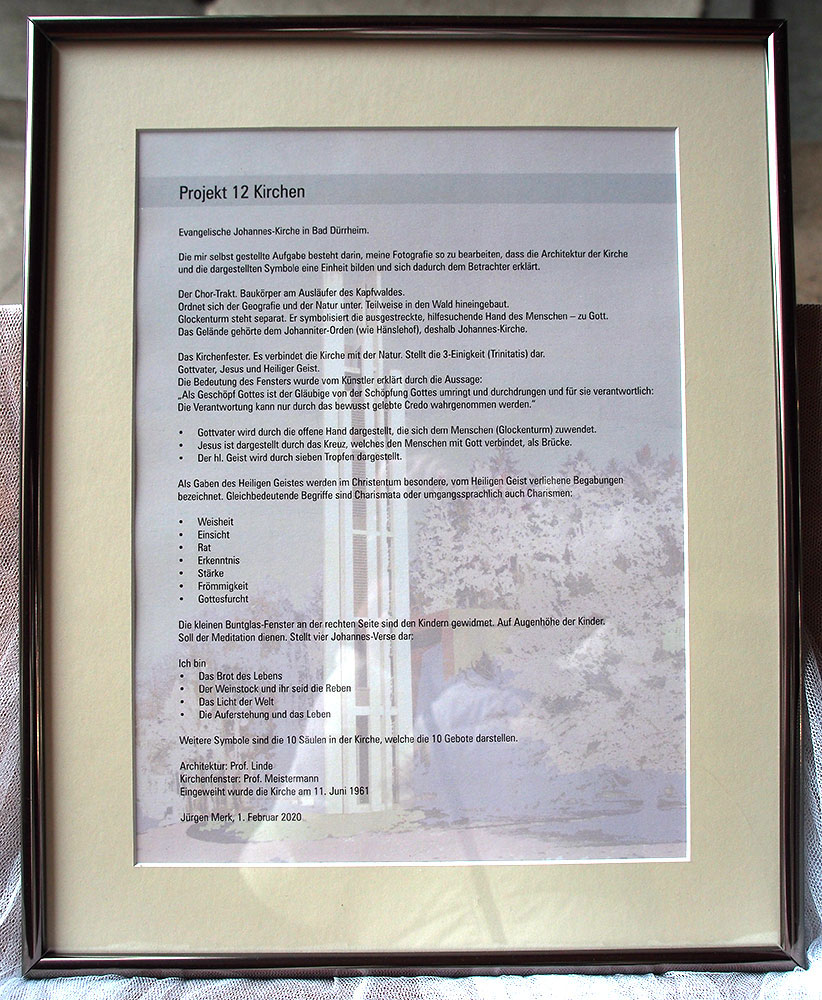 Projekt 12 Kirchen
Evangelische Johannes-Kirche in Bad Dürrheim.
Die mir selbst gestellte Aufgabe besteht darin, meine Fotografie so zu bearbeiten, dass die Architektur der Kirche
und die dargestellten Symbole eine Einheit bilden und sich dadurch dem Betrachter erklärt.
Der Chor-Trakt. Baukörper am Ausläufer des Kapfwaldes.
Ordnet sich der Geografie und der Natur unter. Teilweise in den Wald hineingebaut.
Glockenturm steht separat. Er symbolisiert die ausgestreckte, hilfesuchende Hand des Menschen – zu Gott.
Das Gelände gehörte dem Johanniter-Orden (wie Hänslehof), deshalb Johannes-Kirche.
Das Kirchenfester. Es verbindet die Kirche mit der Natur. Stellt die 3-Einigkeit (Trinitatis) dar.
Gottvater, Jesus und Heiliger Geist.
Die Bedeutung des Fensters wurde vom Künstler erklärt durch die Aussage:
„Als Geschöpf Gottes ist der Gläubige von der Schöpfung Gottes umringt und durchdrungen und für sie verantwortlich:
Die Verantwortung kann nur durch das bewusst gelebte Credo wahrgenommen werden.“
• Gottvater wird durch die offene Hand dargestellt, die sich dem Menschen (Glockenturm) zuwendet.
• Jesus ist dargestellt durch das Kreuz, welches den Menschen mit Gott verbindet, als Brücke.
• Der hl. Geist wird durch sieben Tropfen dargestellt.
Als Gaben des Heiligen Geistes werden im Christentum besondere, vom Heiligen Geist verliehene Begabungen
bezeichnet. Gleichbedeutende Begriffe sind Charismata oder umgangssprachlich auch Charismen:
• Weisheit
• Einsicht
• Rat
• Erkenntnis
• Stärke
• Frömmigkeit
• Gottesfurcht
Die kleinen Buntglas-Fenster an der rechten Seite sind den Kindern gewidmet. Auf Augenhöhe der Kinder.
Soll der Meditation dienen. Stellt vier Johannes-Verse dar:
Ich bin
• Das Brot des Lebens
• Der Weinstock und ihr seid die Reben
• Das Licht der Welt
• Die Auferstehung und das Leben
Weitere Symbole sind die 10 Säulen in der Kirche, welche die 10 Gebote darstellen.
Architektur: Prof. Linde
Kirchenfenster: Prof. Meistermann
Eingeweiht wurde die Kirche am 11. Juni 1961
Jürgen Merk, 1. Februar 2020